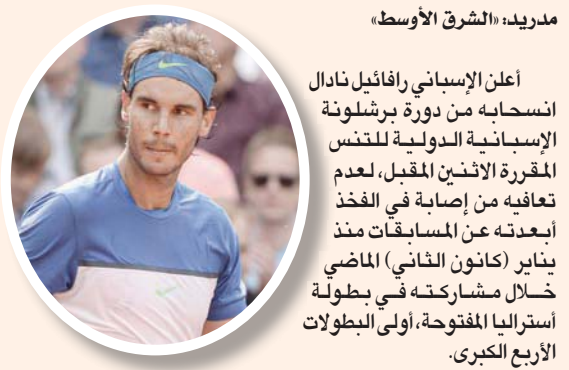 مدريد: «الشرق الأوسط»
أعلن الإسباني رافائيل نادال
انسحابه من دورة برشلونة
الإسبانية الدولية للتنس
المقررة الاثنين المقبل، لعدم
تعافيه من إصابة في الفخذ
أبعدته عن المسابقات منذ
يناير (كانون الثاني) الماضي
خلال مشاركته في بطولة
أستراليا المفتوحة، أولى البطولات
الأربع الكبرى.